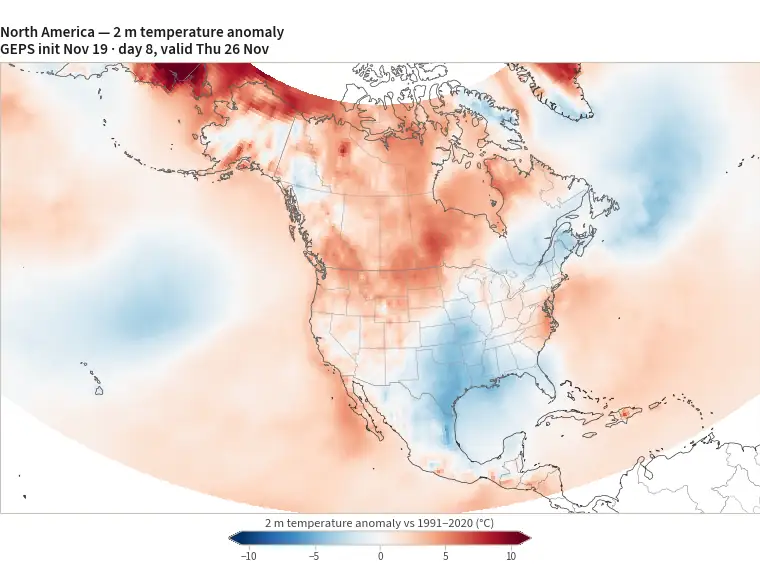 North America — 2 m temperature anomaly
GEPS init Nov 19 · day 8, valid Thu 26 Nov
2 m temperature anomaly vs 1991–2020 (°C)
−10 −5 0 5 10